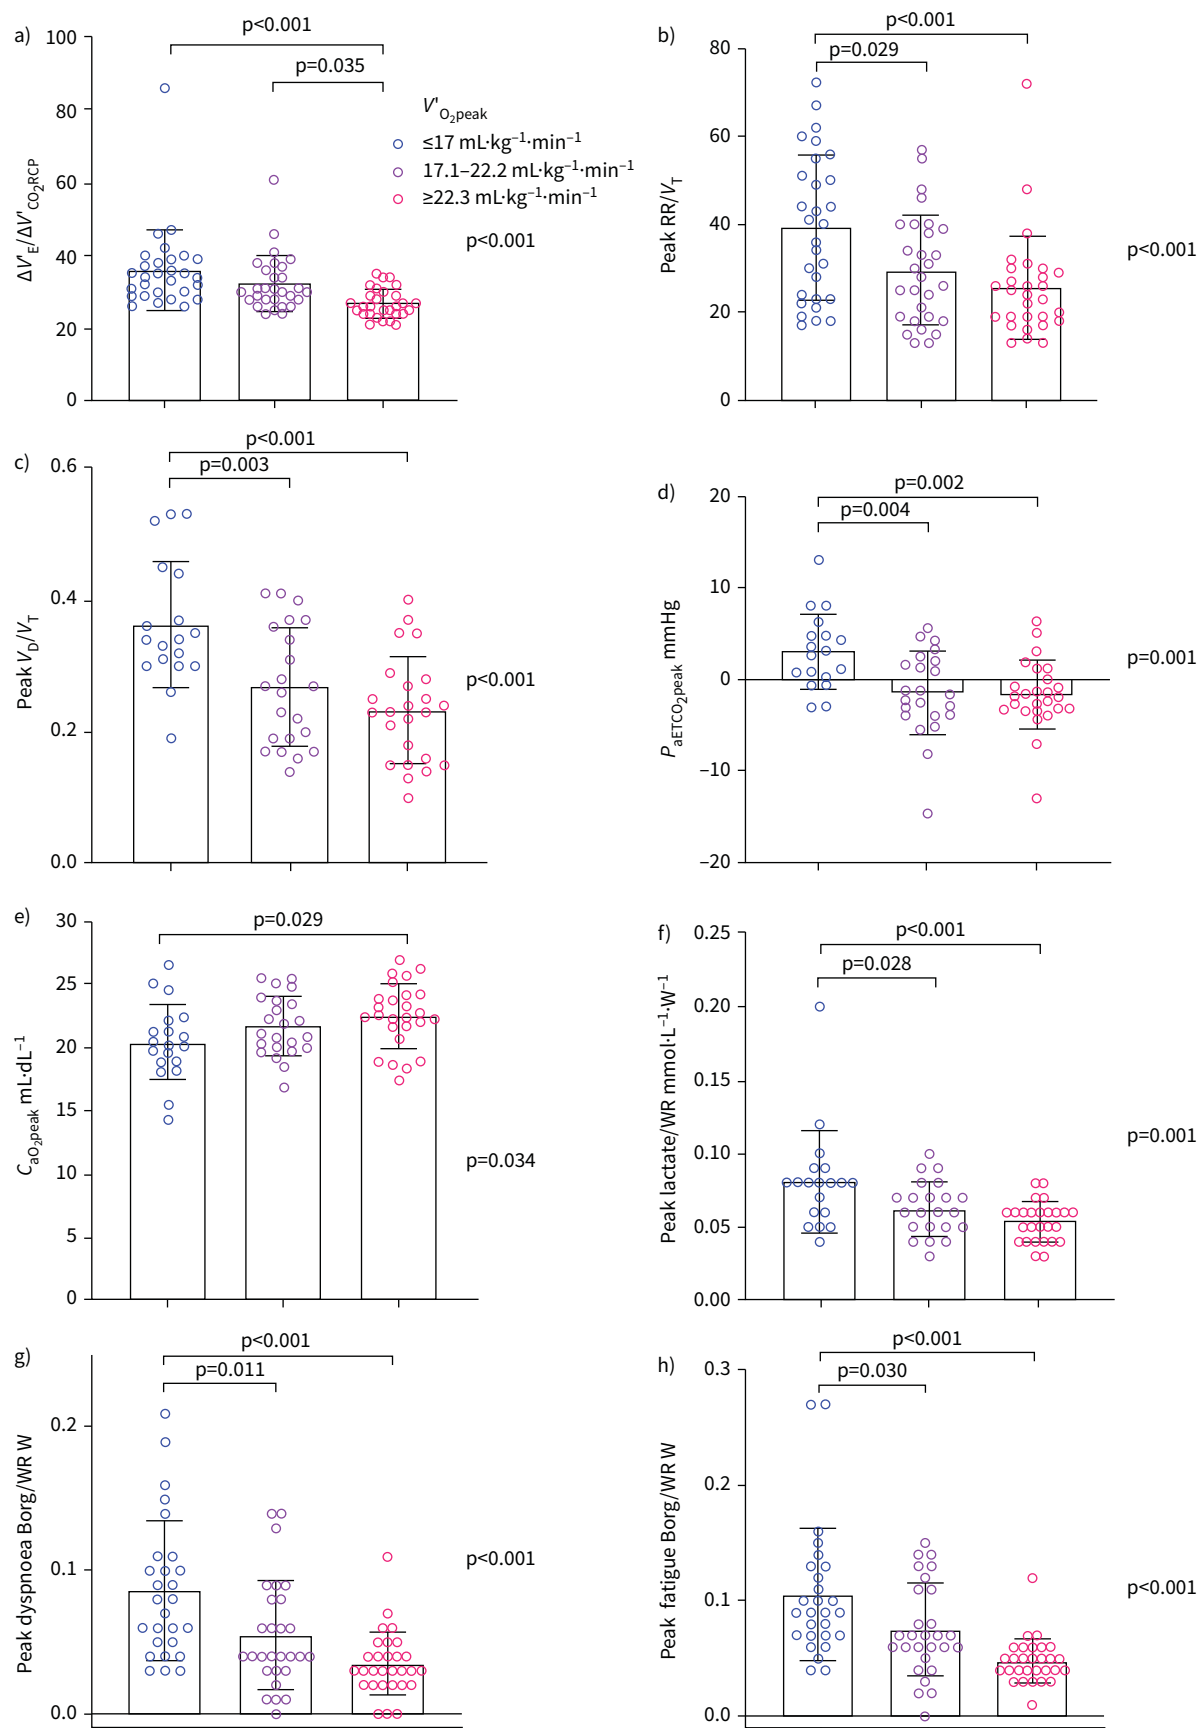 a)
p<0.001
p=0.035
100
80
60
40
20
0
ΔV'E/ΔV'CO2RCP
V'O2peak
≤17 mL·kg−1·min−1
17.1–22.2 mL·kg−1·min−1
≥22.3 mL·kg−1·min−1
p<0.001
b)
p<0.001
p=0.029
80
60
40
20
0
Peak RR/VT
p<0.001
c)
p<0.001
p=0.003
0.6
0.4
0.2
0.0
Peak VD/VT
p<0.001
d)
p=0.002
p=0.004
20
10
0
−10
−20
PaETCO2peak mmHg
p=0.001
e)
p=0.029
30
25
20
15
10
5
0
CaO2peak mL·dL−1
p=0.034
f)
p<0.001
p=0.028
0.25
0.20
0.15
0.10
0.05
0.00
Peak lactate/WR mmol·L−1·W−1
p=0.001
g)
p<0.001
p=0.011
0.2
0.1
0.0
Peak dyspnoea Borg/WR W
p<0.001
h)
p<0.001
p=0.030
0.3
0.2
0.1
0.0
Peak fatigue Borg/WR W
p<0.001